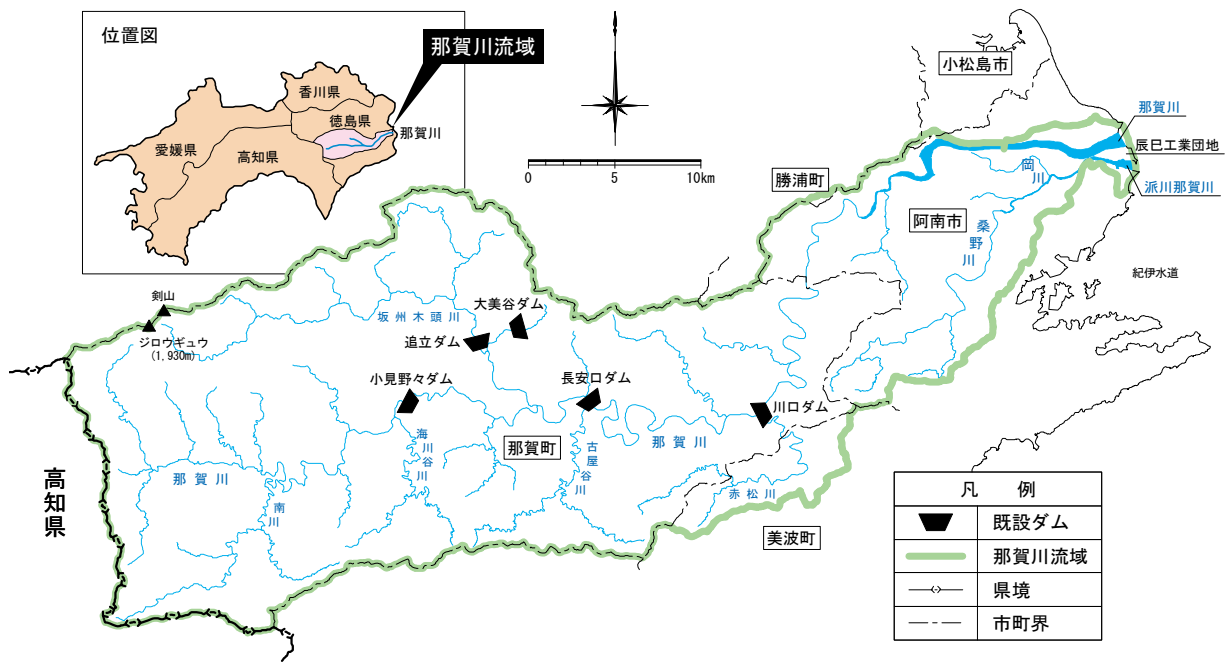 位置図
那賀川流域
香川県
徳島県
那賀川
愛媛県
高知県
0 5 10km
小松島市
那賀川
辰巳工業団地
派川那賀川
勝浦町
岡川
阿南市
桑野川
紀伊水道
剣山
ジロウギュウ
(1,930m)
坂州木頭川
大美谷ダム
追立ダム
小見野々ダム
長安口ダム
川口ダム
那賀町
那賀川
海川谷川
古屋谷川
那賀川
南川
赤松川
美波町
高知県
凡 例
既設ダム
那賀川流域
県境
市町界